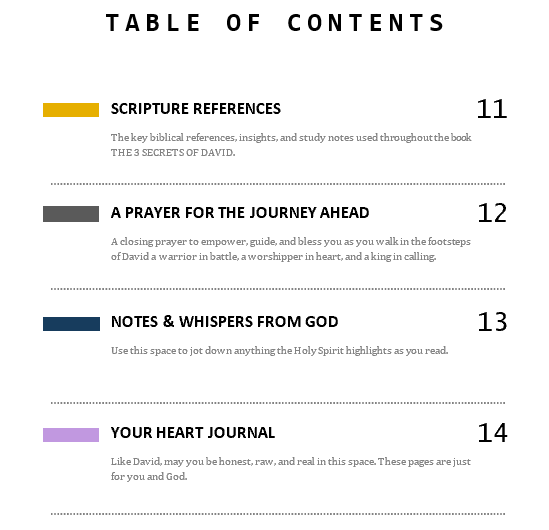 TABLE OF CONTENTS
SCRIPTURE REFERENCES 11
The key biblical references, insights, and study notes used throughout the book
THE 3 SECRETS OF DAVID.
A PRAYER FOR THE JOURNEY AHEAD 12
A closing prayer to empower, guide, and bless you as you walk in the footsteps
of David a warrior in battle, a worshipper in heart, and a king in calling.
NOTES & WHISPERS FROM GOD 13
Use this space to jot down anything the Holy Spirit highlights as you read.
YOUR HEART JOURNAL 14
Like David, may you be honest, raw, and real in this space. These pages are just
for you and God.